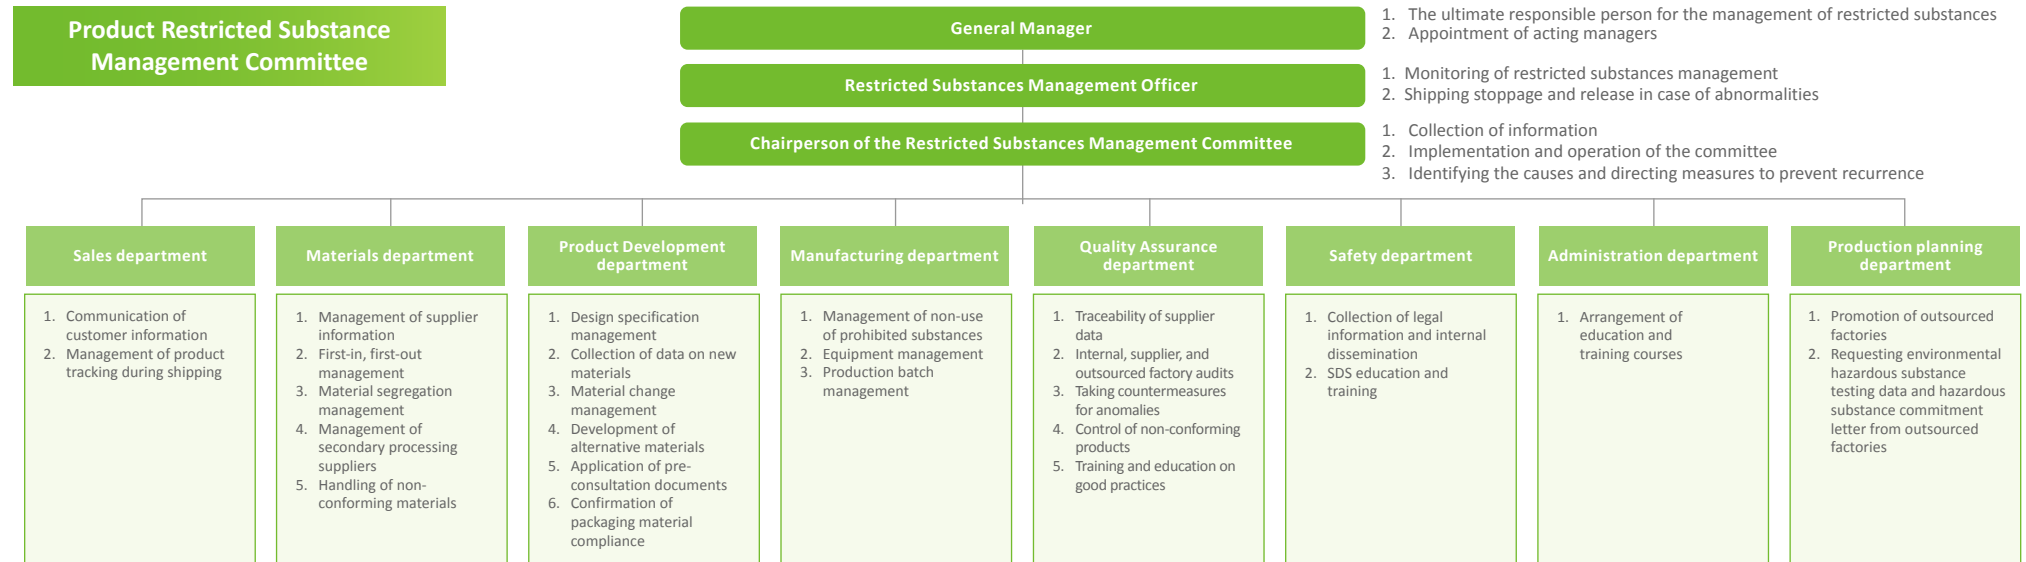 Product Restricted Substance
Management Committee
General Manager
1. The ultimate responsible person for the management of restricted substances
2. Appointment of acting managers
Restricted Substances Management Officer
1. Monitoring of restricted substances management
2. Shipping stoppage and release in case of abnormalities
Chairperson of the Restricted Substances Management Committee
1. Collection of information
2. Implementation and operation of the committee
3. Identifying the causes and directing measures to prevent recurrence
Sales department
1. Communication of
customer information
2. Management of product
tracking during shipping
Materials department
1. Management of supplier
information
2. First-in, first-out
management
3. Material segregation
management
4. Management of
secondary processing
suppliers
5. Handling of non-
conforming materials
Product Development
department
1. Design specification
management
2. Collection of data on new
materials
3. Material change
management
4. Development of
alternative materials
5. Application of pre-
consultation documents
6. Confirmation of
packaging material
compliance
Manufacturing department
1. Management of non-use
of prohibited substances
2. Equipment management
3. Production batch
management
Quality Assurance
department
1. Traceability of supplier
data
2. Internal, supplier, and
outsourced factory audits
3. Taking countermeasures
for anomalies
4. Control of non-conforming
products
5. Training and education on
good practices
Safety department
1. Collection of legal
information and internal
dissemination
2. SDS education and
training
Administration department
1. Arrangement of
education and
training courses
Production planning
department
1. Promotion of outsourced
factories
2. Requesting environmental
hazardous substance
testing data and hazardous
substance commitment
letter from outsourced
factories